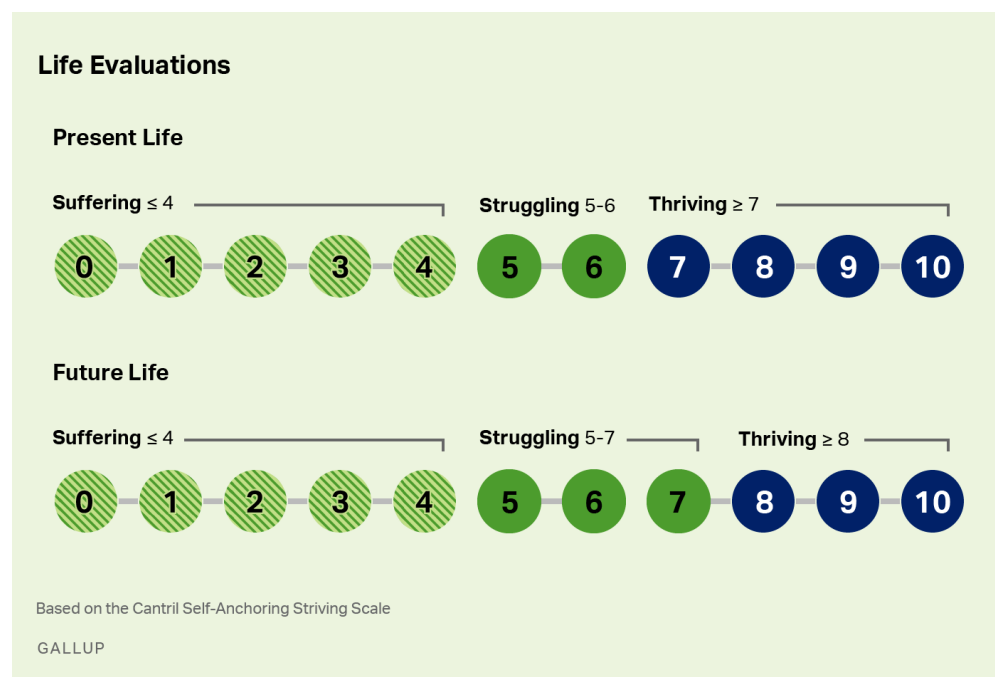 Life Evaluations
Present Life
Suffering ≤ 4
Struggling 5-6
Thriving ≥ 7
0 1 2 3 4 5 6 7 8 9 10
Future Life
Suffering ≤ 4
Struggling 5-7
Thriving ≥ 8
0 1 2 3 4 5 6 7 8 9 10
Based on the Cantril Self-Anchoring Striving Scale
GALLUP